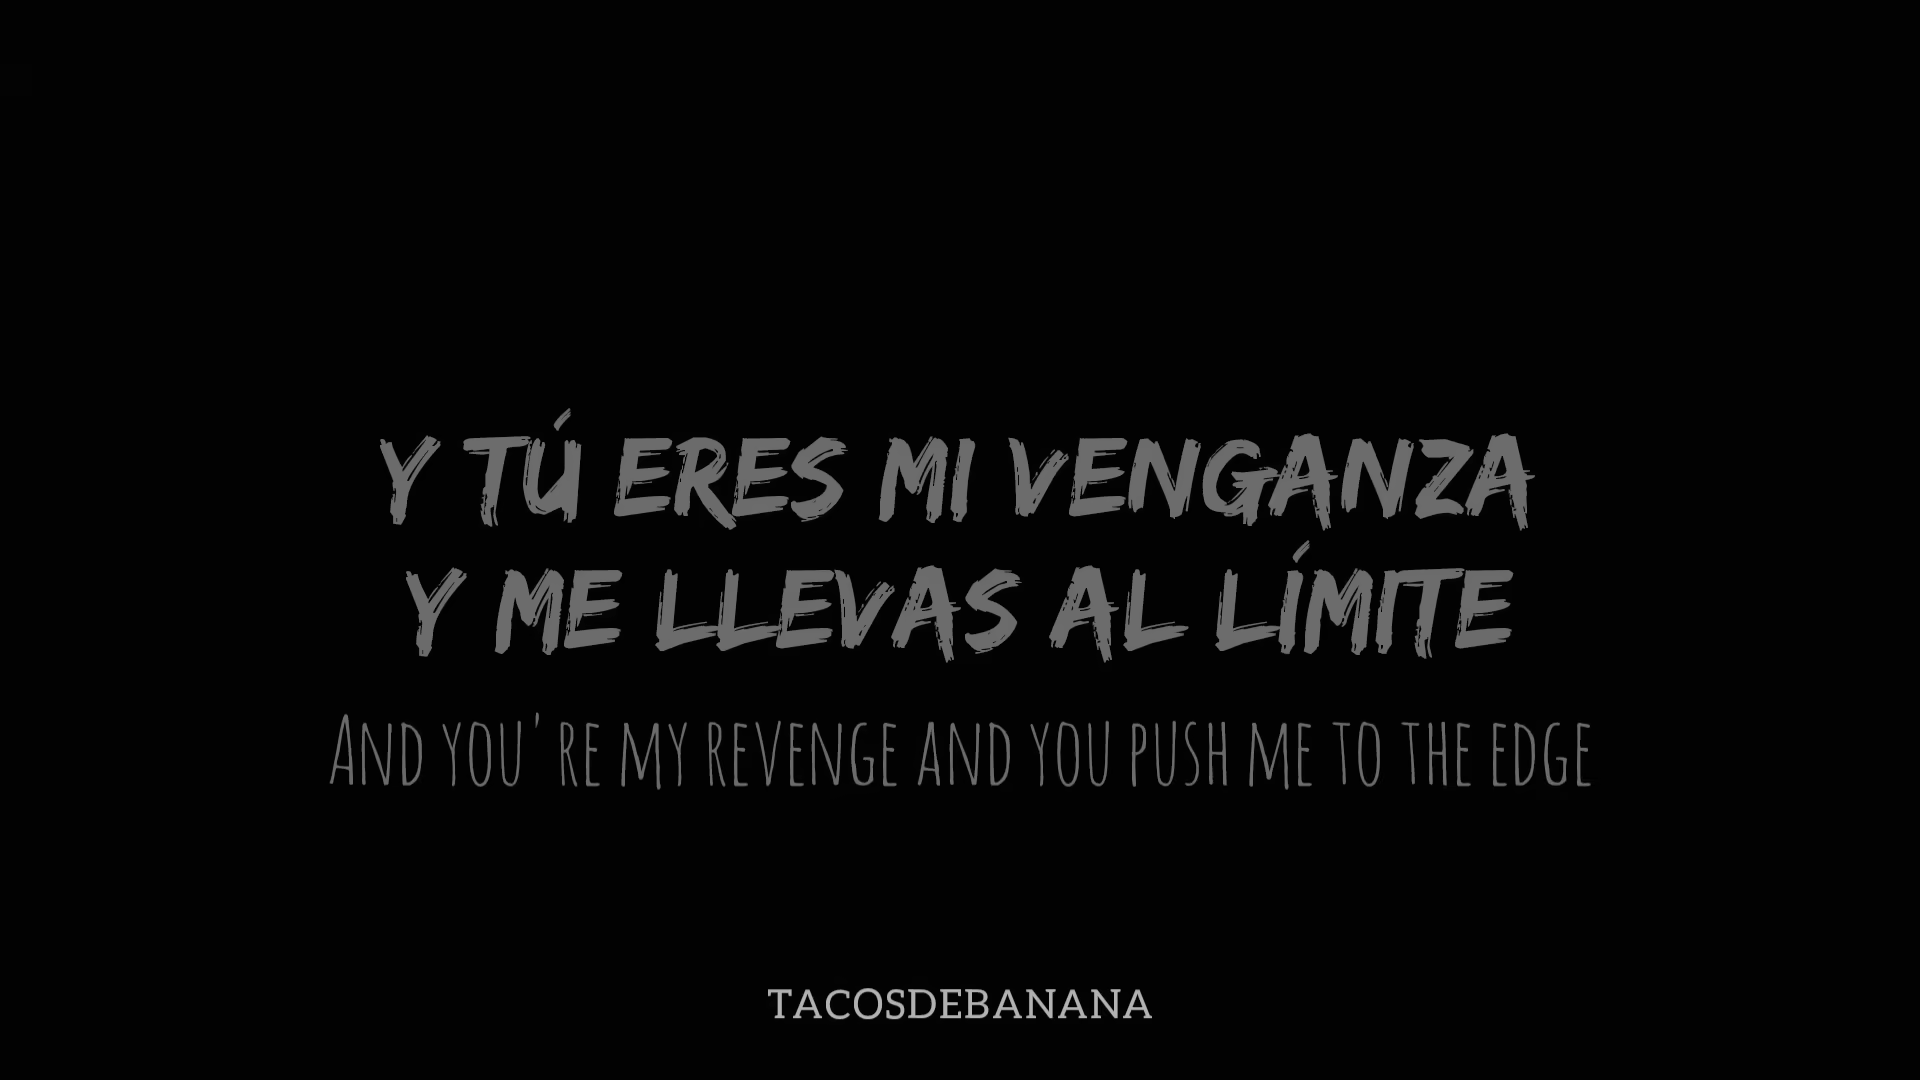 Y TÚ ERES MI VENGANZA
Y ME LLEVAS AL LÍMITE
AND YOU'RE MY REVENGE AND YOU PUSH ME TO THE EDGE
TACOSDEBANANA